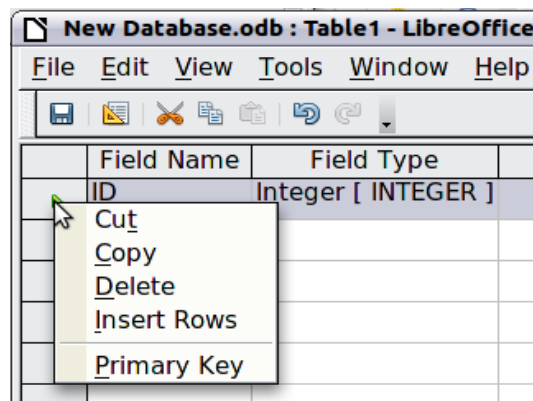 New Database.odb : Table1 - LibreOffice
File Edit View Tools Window Help
Field Name Field Type
ID Integer [ INTEGER ]
Cut
Copy
Delete
Insert Rows
Primary Key